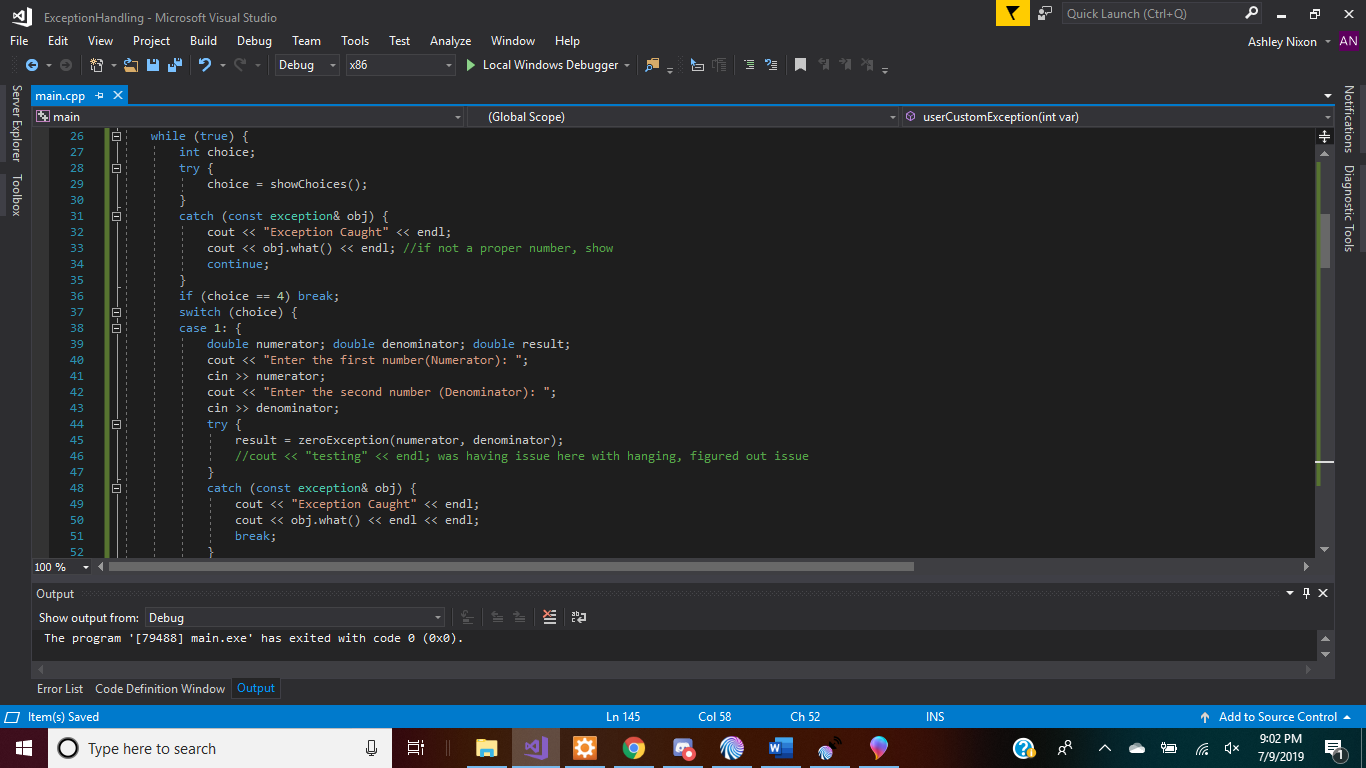 ExceptionHandling - Microsoft Visual Studio
Quick Launch (Ctrl+Q)
File Edit View Project Build Debug Team Tools Test Analyze Window Help
Ashley Nixon AN
Debug x86 Local Windows Debugger
Server Explorer
Toolbox
Notifications
Diagnostic Tools
main.cpp
main (Global Scope) userCustomException(int var)
26 while (true) {
27 int choice;
28 try {
29 choice = showChoices();
30 }
31 catch (const exception& obj) {
32 cout << "Exception Caught" << endl;
33 cout << obj.what() << endl; //if not a proper number, show
34 continue;
35 }
36 if (choice == 4) break;
37 switch (choice) {
38 case 1: {
39 double numerator; double denominator; double result;
40 cout << "Enter the first number(Numerator): ";
41 cin >> numerator;
42 cout << "Enter the second number (Denominator): ";
43 cin >> denominator;
44 try {
45 result = zeroException(numerator, denominator);
46 //cout << "testing" << endl; was having issue here with hanging, figured out issue
47 }
48 catch (const exception& obj) {
49 cout << "Exception Caught" << endl;
50 cout << obj.what() << endl << endl;
51 break;
52 }
100 %
Output
Show output from: Debug
The program '[79488] main.exe' has exited with code 0 (0x0).
Error List Code Definition Window Output
Item(s) Saved Ln 145 Col 58 Ch 52 INS Add to Source Control
Type here to search
9:02 PM
7/9/2019
1